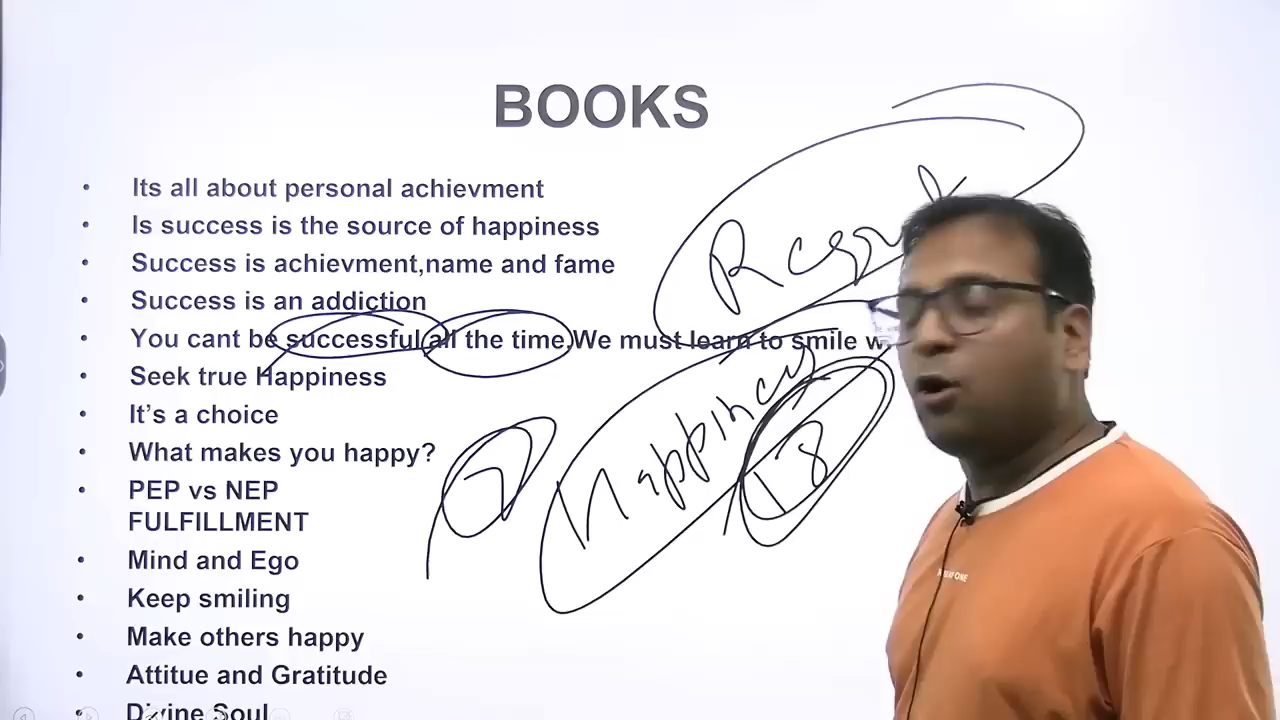 BOOKS
Its all about personal achievment
Is success is the source of happiness
Success is achievment,name and fame
Success is an addiction
You cant be successful all the time.We must learn to smile
Seek true Happiness
It's a choice
What makes you happy?
PEP vs NEP
FULFILLMENT
Mind and Ego
Keep smiling
Make others happy
Attitue and Gratitude
Divine Soul
Happiness
18